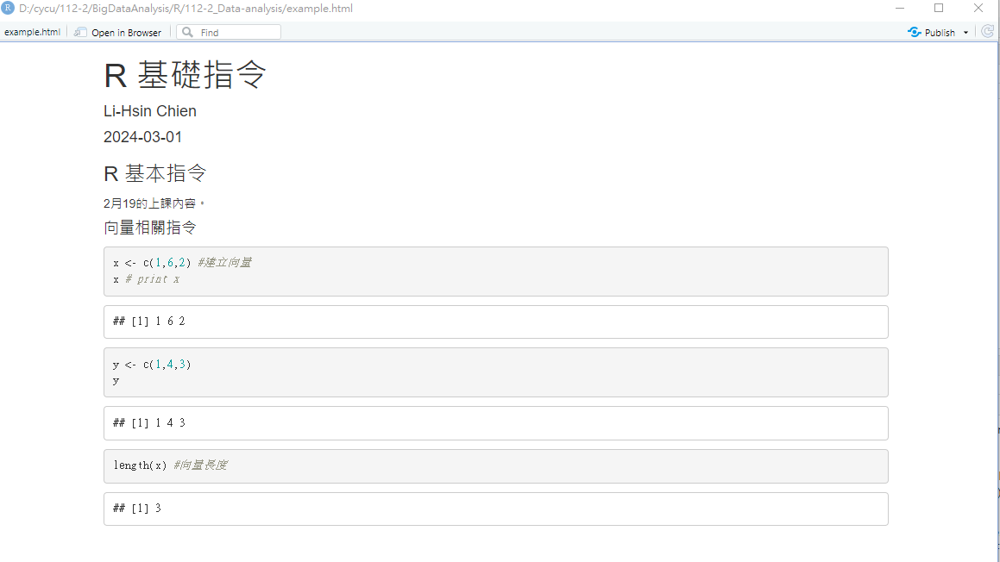 R D:/cycu/112-2/BigDataAnalysis/R/112-2_Data-analysis/example.html
example.html Open in Browser Find Publish
R 基礎指令
Li-Hsin Chien
2024-03-01
R 基本指令
2月19的上課內容。
向量相關指令
x <- c(1,6,2) #建立向量
x # print x
## [1] 1 6 2
y <- c(1,4,3)
y
## [1] 1 4 3
length(x) #向量長度
## [1] 3